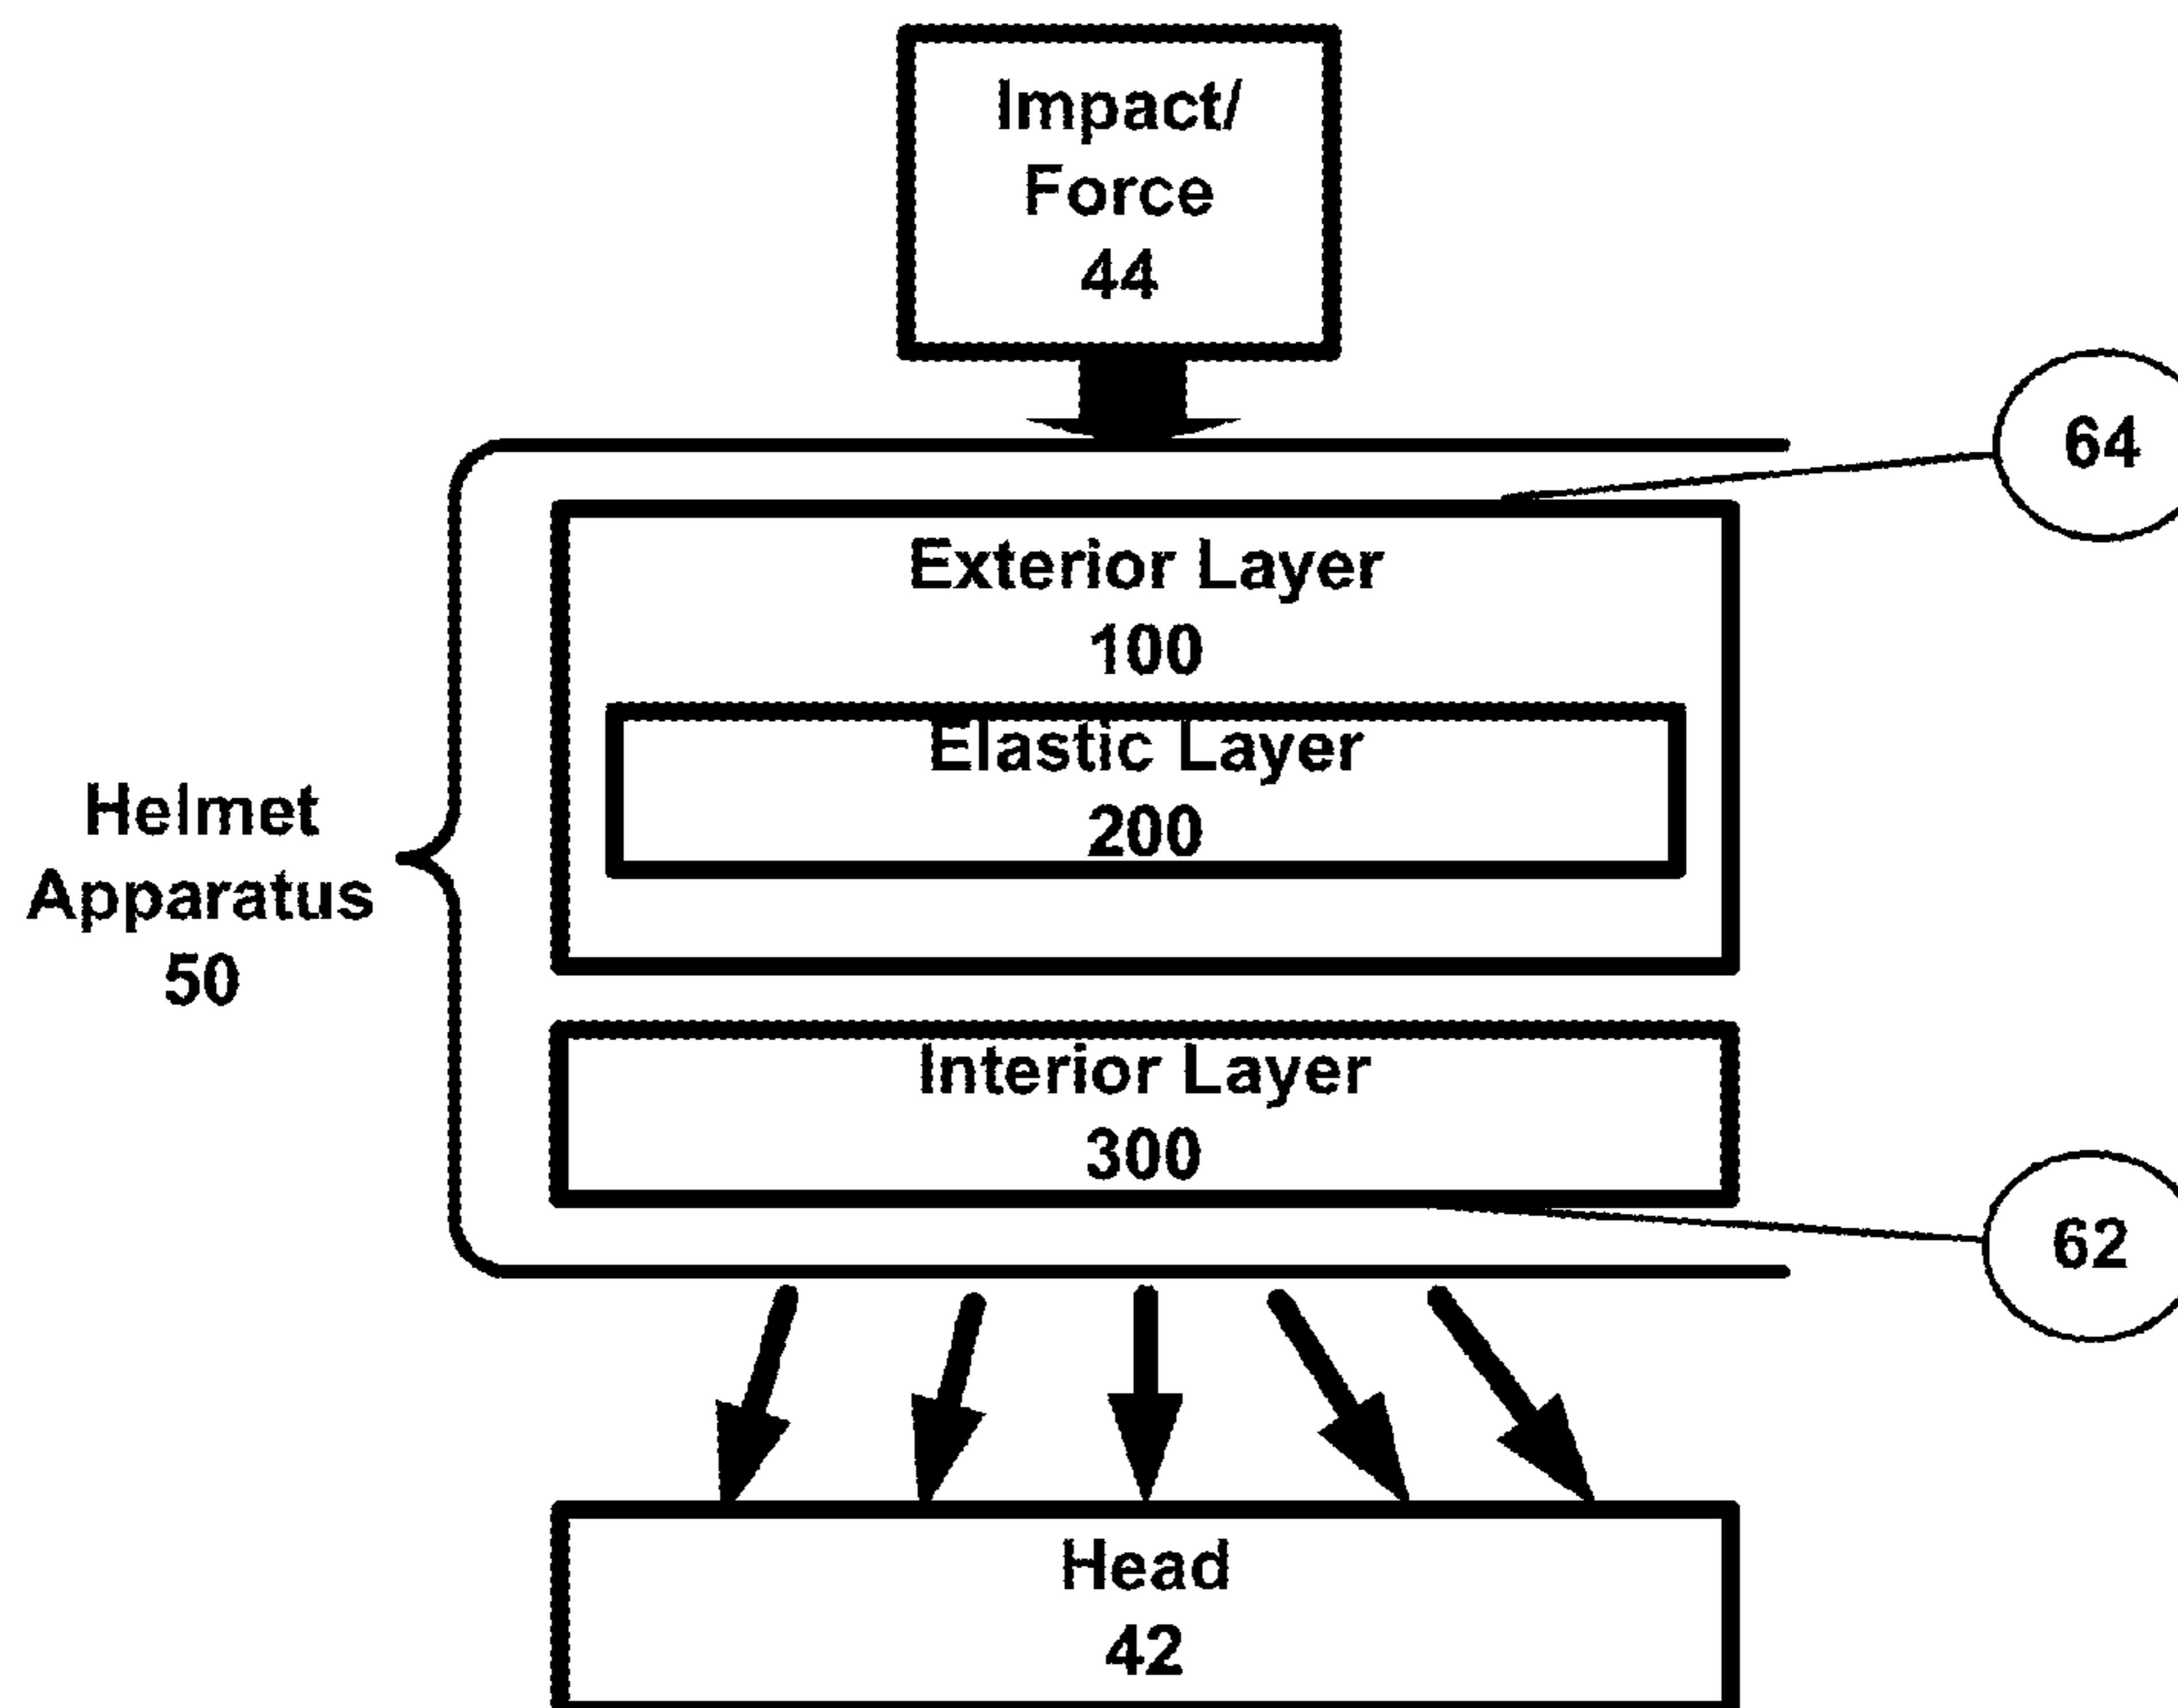 Impact/
Force
44
64
Exterior Layer
100
Elastic Layer
200
Helmet
Apparatus
50
Interior Layer
300
62
Head
42